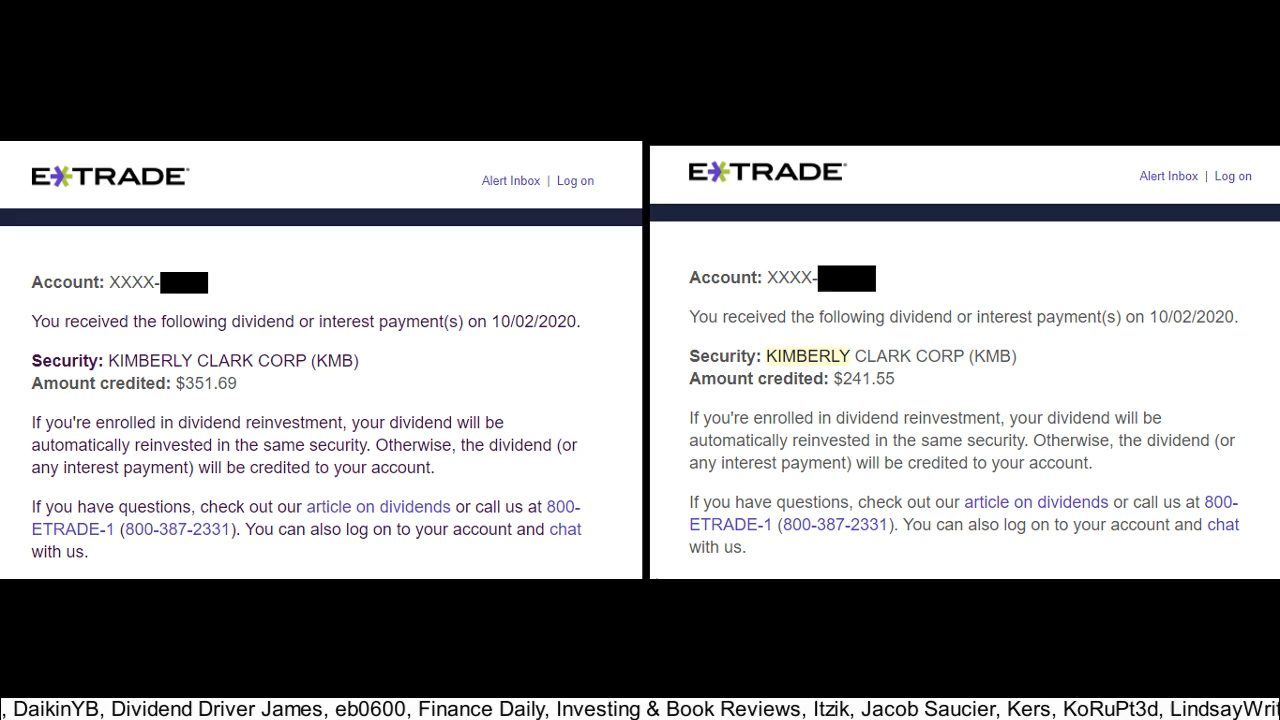 E*TRADE
Alert Inbox | Log on
Account: XXXX-
You received the following dividend or interest payment(s) on 10/02/2020.
Security: KIMBERLY CLARK CORP (KMB)
Amount credited: $351.69
If you're enrolled in dividend reinvestment, your dividend will be
automatically reinvested in the same security. Otherwise, the dividend (or
any interest payment) will be credited to your account.
If you have questions, check out our article on dividends or call us at 800-
ETRADE-1 (800-387-2331). You can also log on to your account and chat
with us.
E*TRADE
Alert Inbox | Log on
Account: XXXX-
You received the following dividend or interest payment(s) on 10/02/2020.
Security: KIMBERLY CLARK CORP (KMB)
Amount credited: $241.55
If you're enrolled in dividend reinvestment, your dividend will be
automatically reinvested in the same security. Otherwise, the dividend (or
any interest payment) will be credited to your account.
If you have questions, check out our article on dividends or call us at 800-
ETRADE-1 (800-387-2331). You can also log on to your account and chat
with us.
, DaikinYB, Dividend Driver James, eb0600, Finance Daily, Investing & Book Reviews, Itzik, Jacob Saucier, Kers, KoRuPt3d, LindsayWri